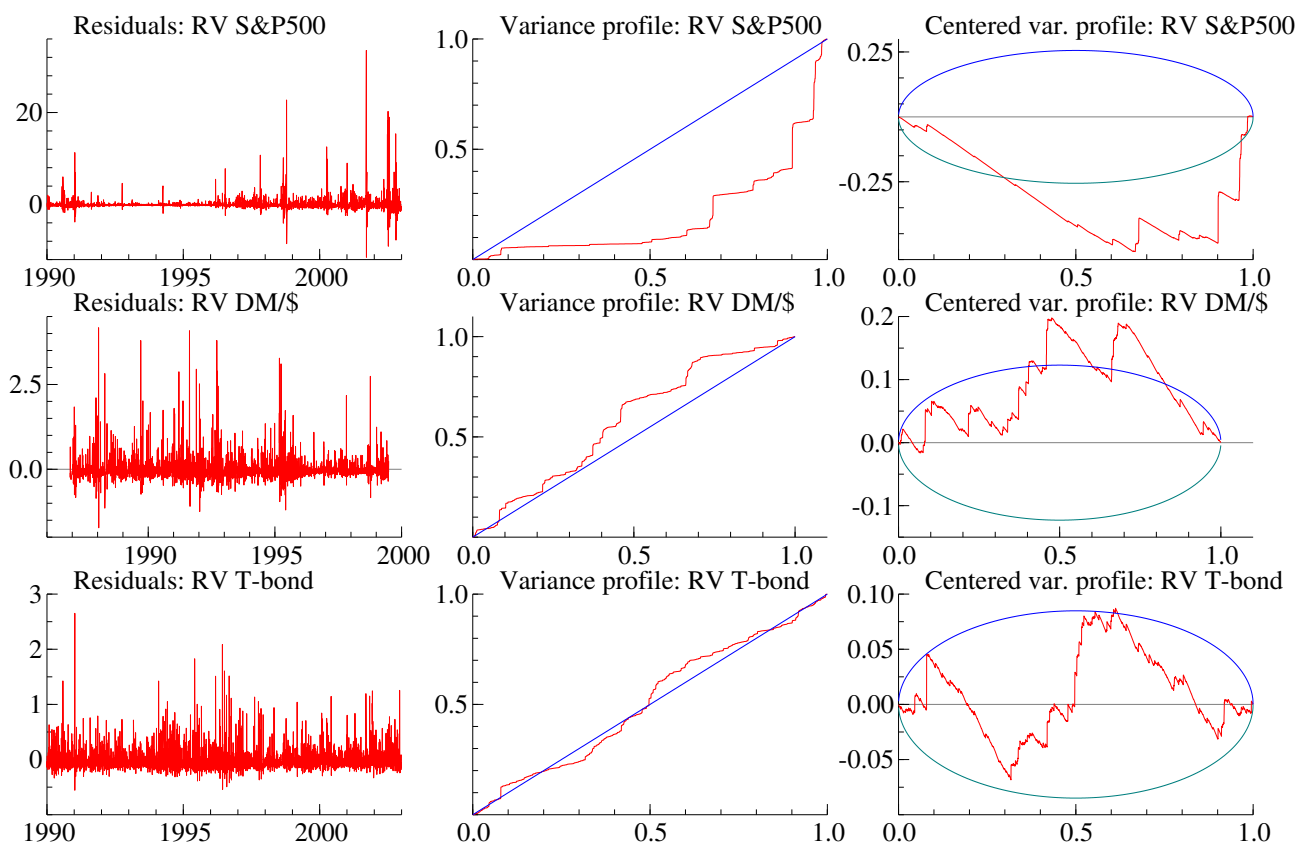 Residuals: RV S&P500
20
0
1990 1995 2000
Variance profile: RV S&P500
1.0
0.5
0.0 0.5 1.0
Centered var. profile: RV S&P500
0.25
-0.25
0.0 0.5 1.0
Residuals: RV DM/$
2.5
0.0
1990 1995 2000
Variance profile: RV DM/$
1.0
0.5
0.0 0.5 1.0
Centered var. profile: RV DM/$
0.2
0.1
0.0
-0.1
0.0 0.5 1.0
Residuals: RV T-bond
3
2
1
0
1990 1995 2000
Variance profile: RV T-bond
1.0
0.5
0.0 0.5 1.0
Centered var. profile: RV T-bond
0.10
0.05
0.00
-0.05
0.0 0.5 1.0